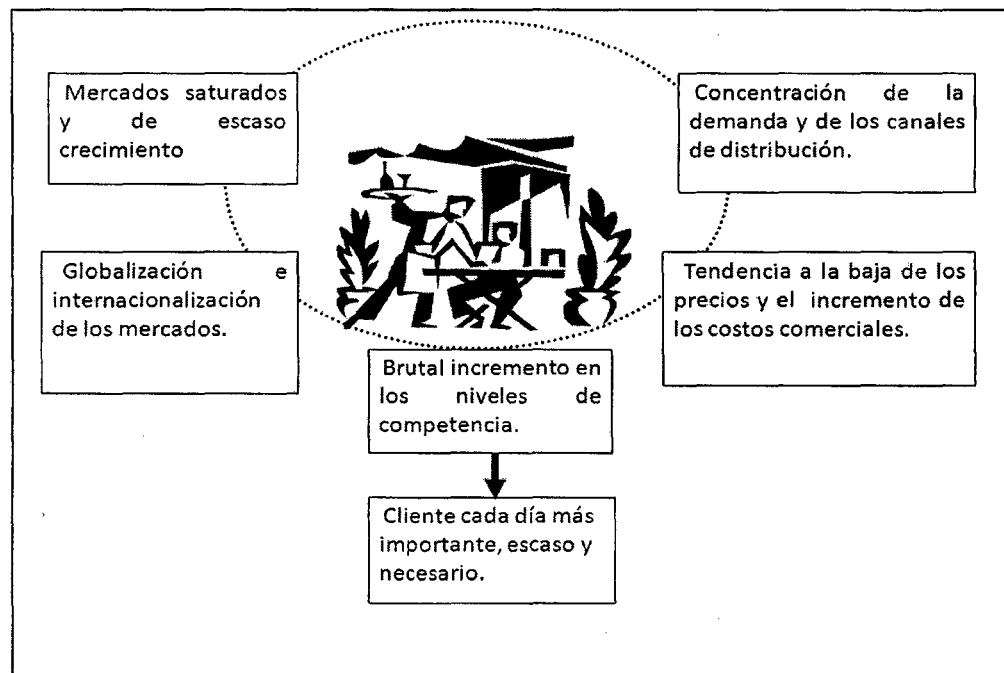 Mercados saturados
y de escaso
crecimiento
Concentración de la
demanda y de los canales
de distribución.
Globalización e
internacionalización
de los mercados.
Tendencia a la baja de los
precios y el incremento de
los costos comerciales.
Brutal incremento en
los niveles de
competencia.
Cliente cada día más
importante, escaso y
necesario.